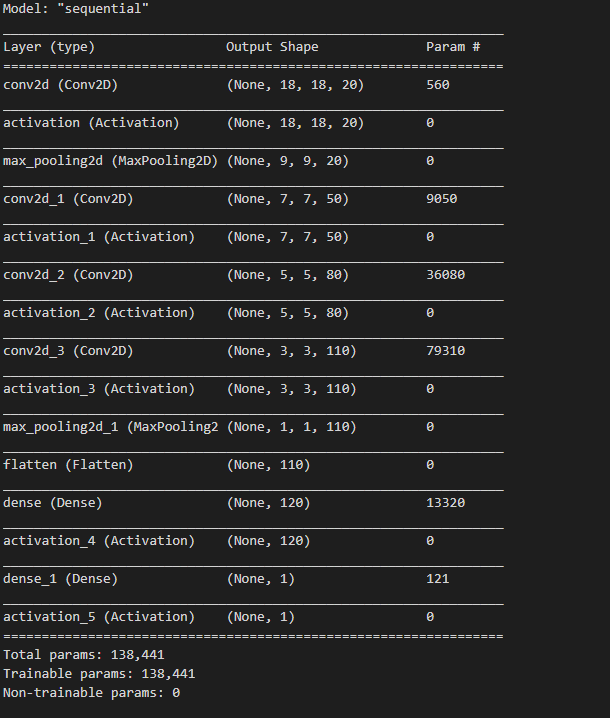 Model: "sequential"
Layer (type) Output Shape Param #
conv2d (Conv2D) (None, 18, 18, 20) 560
activation (Activation) (None, 18, 18, 20) 0
max_pooling2d (MaxPooling2D) (None, 9, 9, 20) 0
conv2d_1 (Conv2D) (None, 7, 7, 50) 9050
activation_1 (Activation) (None, 7, 7, 50) 0
conv2d_2 (Conv2D) (None, 5, 5, 80) 36080
activation_2 (Activation) (None, 5, 5, 80) 0
conv2d_3 (Conv2D) (None, 3, 3, 110) 79310
activation_3 (Activation) (None, 3, 3, 110) 0
max_pooling2d_1 (MaxPooling2 (None, 1, 1, 110) 0
flatten (Flatten) (None, 110) 0
dense (Dense) (None, 120) 13320
activation_4 (Activation) (None, 120) 0
dense_1 (Dense) (None, 1) 121
activation_5 (Activation) (None, 1) 0
Total params: 138,441
Trainable params: 138,441
Non-trainable params: 0